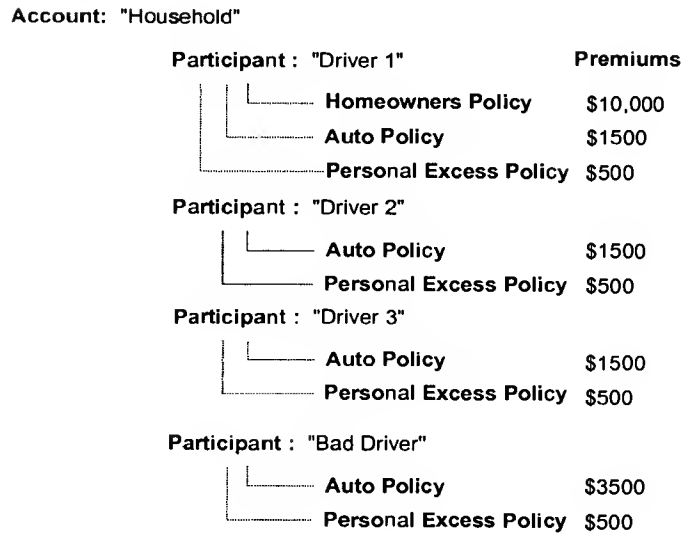 Account: "Household"
Participant : "Driver 1" Premiums
Homeowners Policy $10,000
Auto Policy $1500
Personal Excess Policy $500
Participant : "Driver 2"
Auto Policy $1500
Personal Excess Policy $500
Participant : "Driver 3"
Auto Policy $1500
Personal Excess Policy $500
Participant : "Bad Driver"
Auto Policy $3500
Personal Excess Policy $500